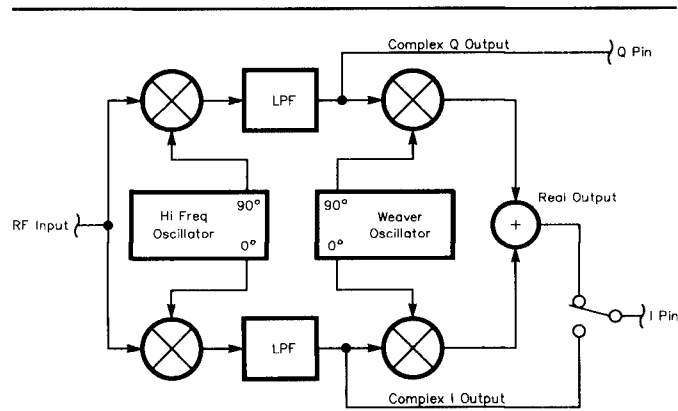 Complex Q Output
Q Pin
LPF
90°
Hi Freq
Oscillator
0°
90°
Weaver
Oscillator
0°
Real Output
RF Input
+
I Pin
LPF
Complex I Output